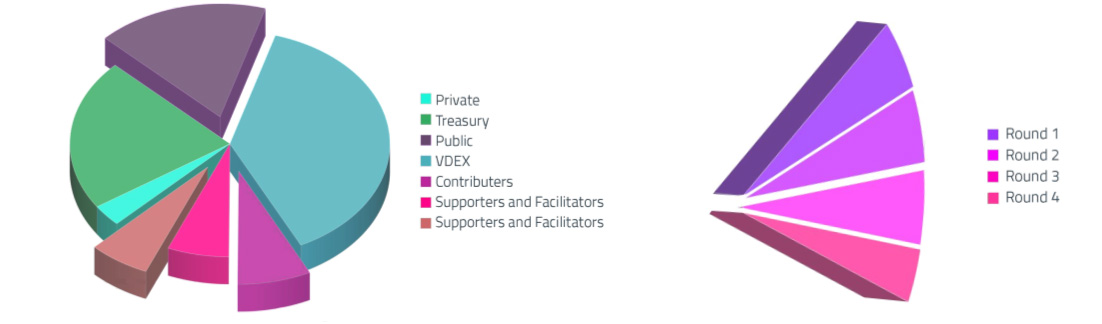 Private
Treasury
Public
VDEX
Contributers
Supporters and Facilitators
Supporters and Facilitators
Round 1
Round 2
Round 3
Round 4